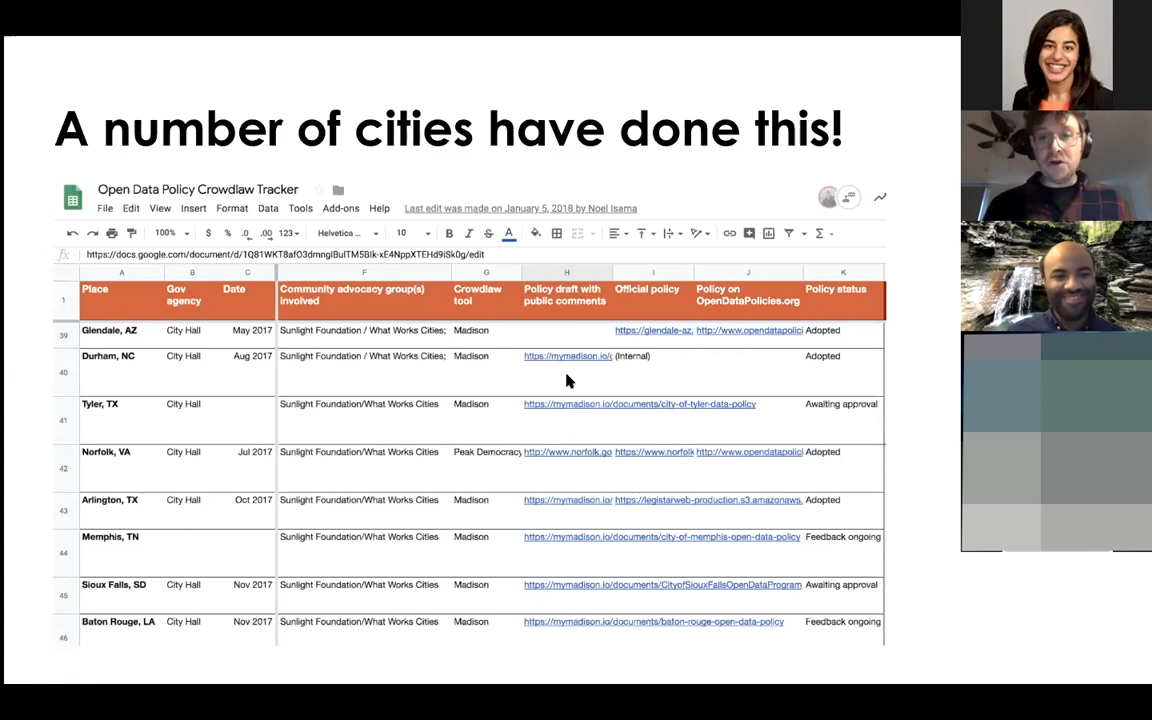 A number of cities have done this!
Open Data Policy Crowdlaw Tracker
File Edit View Insert Format Data Tools Add-ons Help Last edit was made on January 5, 2018 by Noel Isama
100% $ % .0 .00 123 Helvetica ... 10 B I S A
fx
A B C F G H I J K
1 Place Gov agency Date Community advocacy group(s) involved Crowdlaw tool Policy draft with public comments Official policy Policy on OpenDataPolicies.org Policy status
39 Glendale, AZ City Hall May 2017 Sunlight Foundation / What Works Cities; Madison https://glendale-az. http://www.opendatapolici Adopted
40 Durham, NC City Hall Aug 2017 Sunlight Foundation / What Works Cities; Madison https://mymadison.io/c (Internal) Adopted
41 Tyler, TX City Hall Sunlight Foundation/What Works Cities Madison https://mymadison.io/documents/city-of-tyler-data-policy Awaiting approval
42 Norfolk, VA City Hall Jul 2017 Sunlight Foundation/What Works Cities Peak Democracy http://www.norfolk.go https://www.norfolk http://www.opendatapolici Adopted
43 Arlington, TX City Hall Oct 2017 Sunlight Foundation/What Works Cities Madison https://mymadison.io/ https://legistarweb-production.s3.amazonaws. Adopted
44 Memphis, TN Sunlight Foundation/What Works Cities Madison https://mymadison.io/documents/city-of-memphis-open-data-policy Feedback ongoing
45 Sioux Falls, SD City Hall Nov 2017 Sunlight Foundation/What Works Cities Madison https://mymadison.io/documents/CityofSiouxFallsOpenDataProgram Awaiting approval
46 Baton Rouge, LA City Hall Nov 2017 Sunlight Foundation/What Works Cities Madison https://mymadison.io/documents/baton-rouge-open-data-policy Feedback ongoing